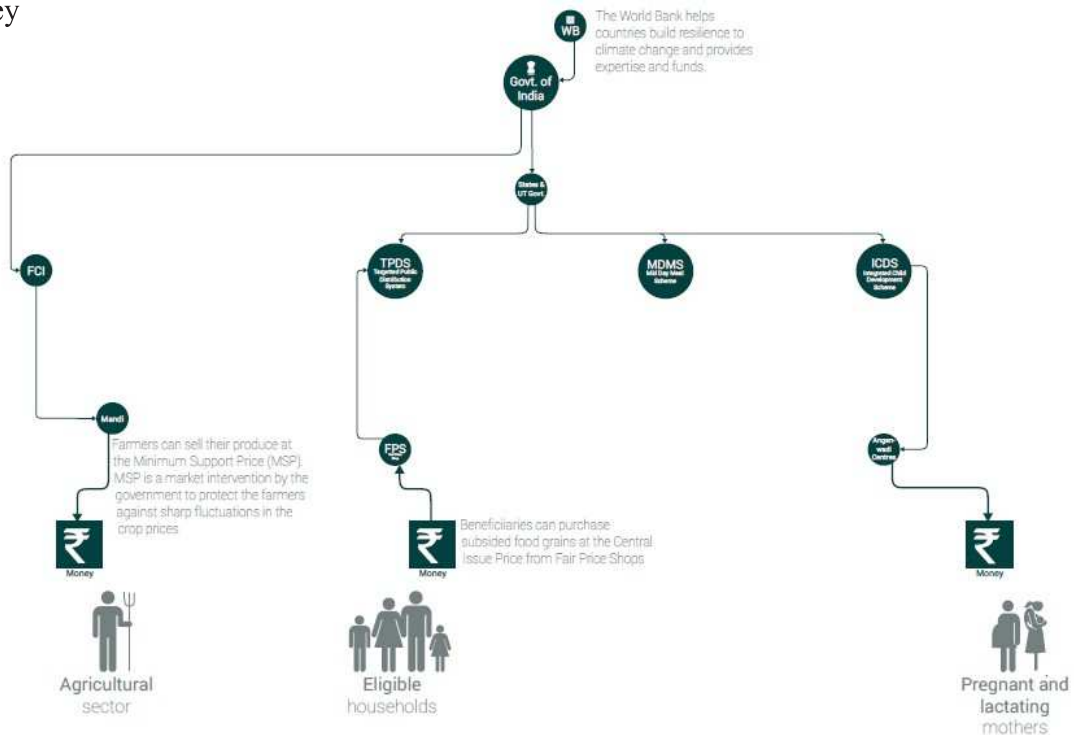 ey
WB
The World Bank helps
countries build resilience to
climate change and provides
expertise and funds.
Govt. of
India
States &
UT Govt.
FCI
TPDS
Targeted Public
Distribution
System
MDMS
Mid Day Meal
Scheme
ICDS
Integrated Child
Development
Scheme
Mandi
Farmers can sell their produce at
the Minimum Support Price (MSP).
MSP is a market intervention by the
government to protect the farmers
against sharp fluctuations in the
crop prices
FPS
Angan-
wadi
Centres
₹
Money
₹
Money
Beneficiiaries can purchase
subsided food grains at the Central
Issue Price from Fair Price Shops
₹
Money
Agricultural
sector
Eligible
households
Pregnant and
lactating
mothers